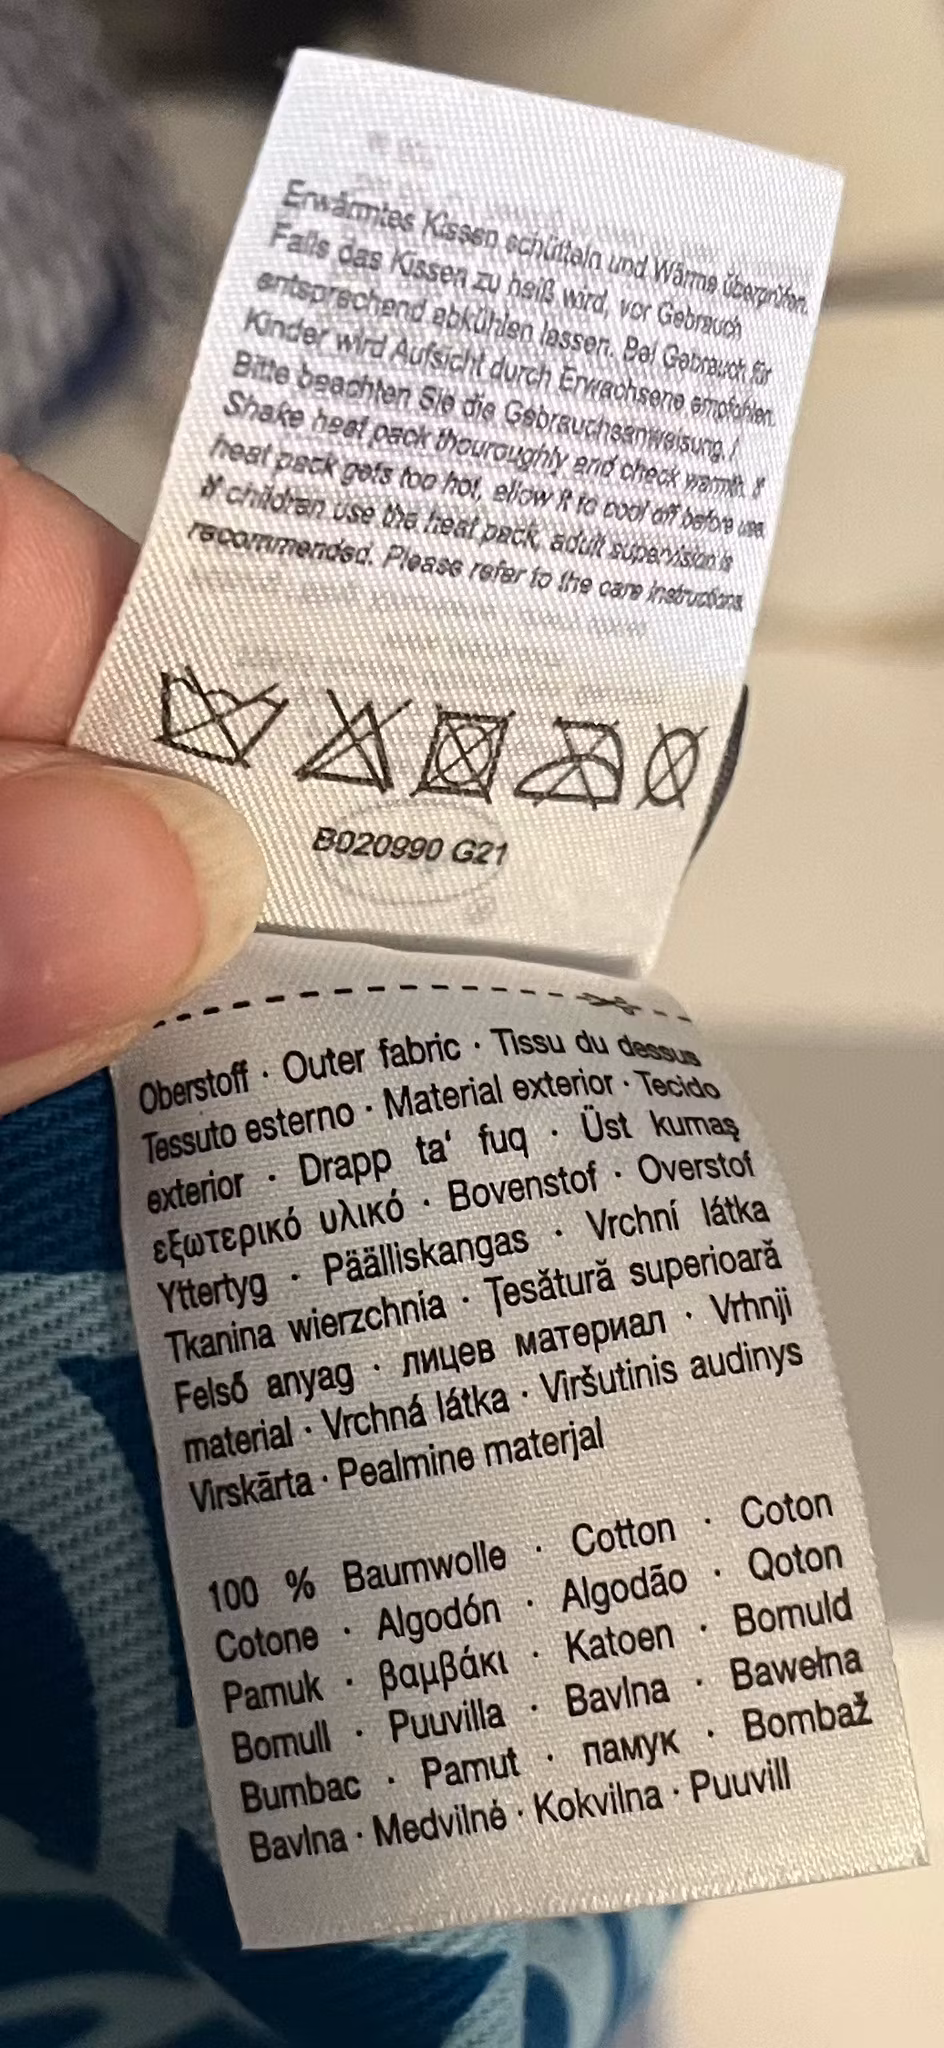 Erwärmtes Kissen schütteln und Wärme überprüfen.
Falls das Kissen zu heiß wird, vor Gebrauch
entsprechend abkühlen lassen. Bei Gebrauch für
Kinder wird Aufsicht durch Erwachsene empfohlen.
Bitte beachten Sie die Gebrauchsanweisung. /
Shake heat pack thouroughly and check warmth. If
heat pack gets too hot, allow it to cool off before use.
If children use the heat pack, adult supervision is
recommended. Please refer to the care instructions.
B020990 G21
Oberstoff · Outer fabric · Tissu du dessus
Tessuto esterno · Material exterior · Tecido
exterior · Drapp ta' fuq · Üst kumaş
εξωτερικό υλικό · Bovenstof · Overstof
Yttertyg · Päälliskangas · Vrchní látka
Tkanina wierzchnia · Țesătură superioară
Felső anyag · лицев материал · Vrhnji
material · Vrchná látka · Viršutinis audinys
Virskārta · Pealmine materjal
100 % Baumwolle · Cotton · Coton
Cotone · Algodón · Algodão · Qoton
Pamuk · βαμβάκι · Katoen · Bomuld
Bomull · Puuvilla · Bavlna · Bawełna
Bumbac · Pamut · памук · Bombaž
Bavlna · Medvilnė · Kokvilna · Puuvill